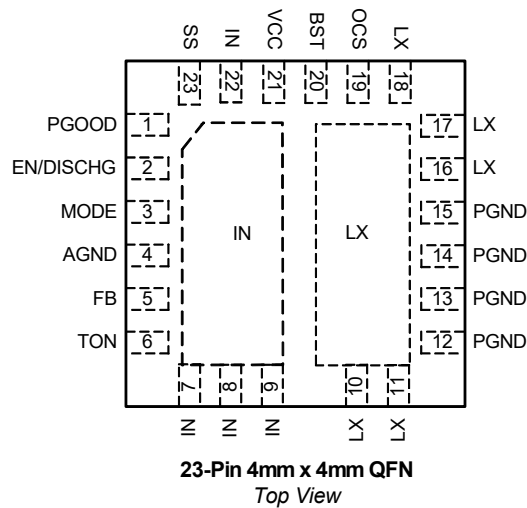 SS IN VCC BST OCS LX
23 22 21 20 19 18
PGOOD 1 17 LX
EN/DISCHG 2 16 LX
MODE 3 15 PGND
AGND 4 IN LX 14 PGND
FB 5 13 PGND
TON 6 12 PGND
7 8 9 10 11
IN IN IN LX LX
23-Pin 4mm x 4mm QFN
Top View